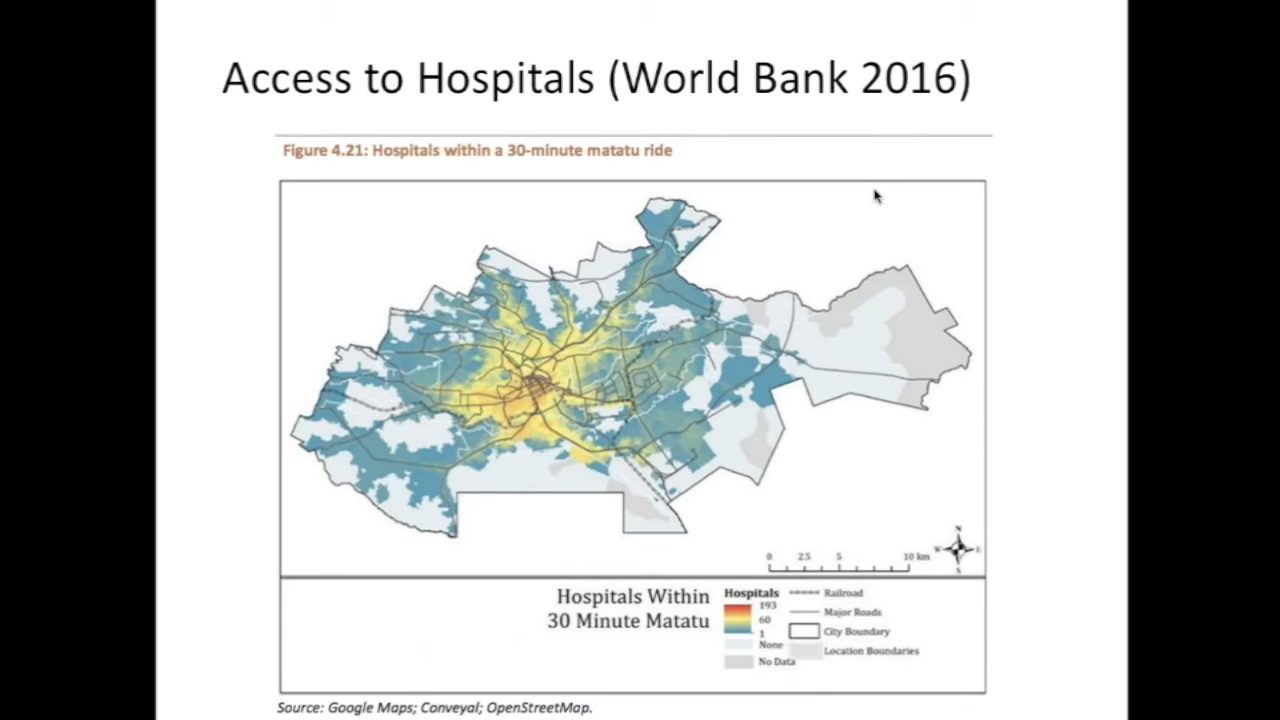 Access to Hospitals (World Bank 2016)
Figure 4.21: Hospitals within a 30-minute matatu ride
N
W
E
S
0 2.5 5 10 km
Hospitals Within
30 Minute Matatu
Hospitals
193
60
1
None
No Data
Railroad
Major Roads
City Boundary
Location Boundaries
Source: Google Maps; Conveyal; OpenStreetMap.